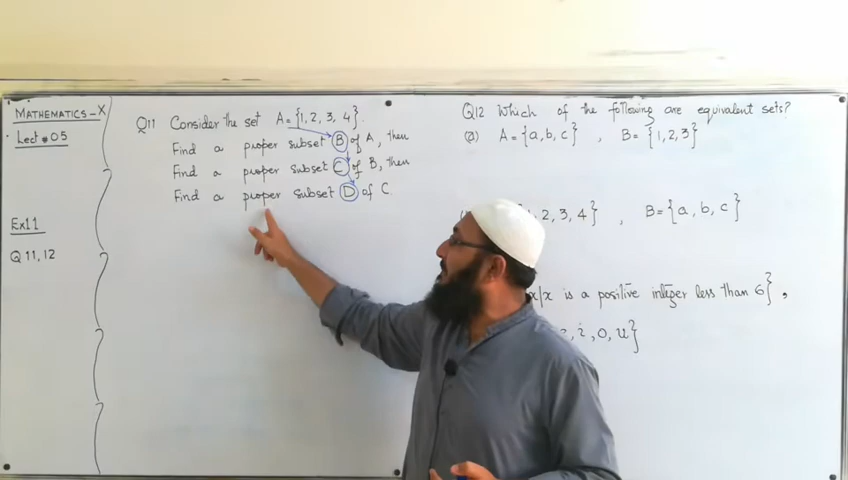 MATHEMATICS-X
Lect # 05
Ex 1.1
Q 11, 12
Q11 Consider the set A = {1, 2, 3, 4}.
Find a proper subset B of A, then
Find a proper subset C of B, then
Find a proper subset D of C.
Q12 Which of the following are equivalent sets?
(a) A = {a, b, c} , B = {1, 2, 3}
2, 3, 4} , B = {a, b, c}
x/x is a positive integer less than 6},
i, o, u}